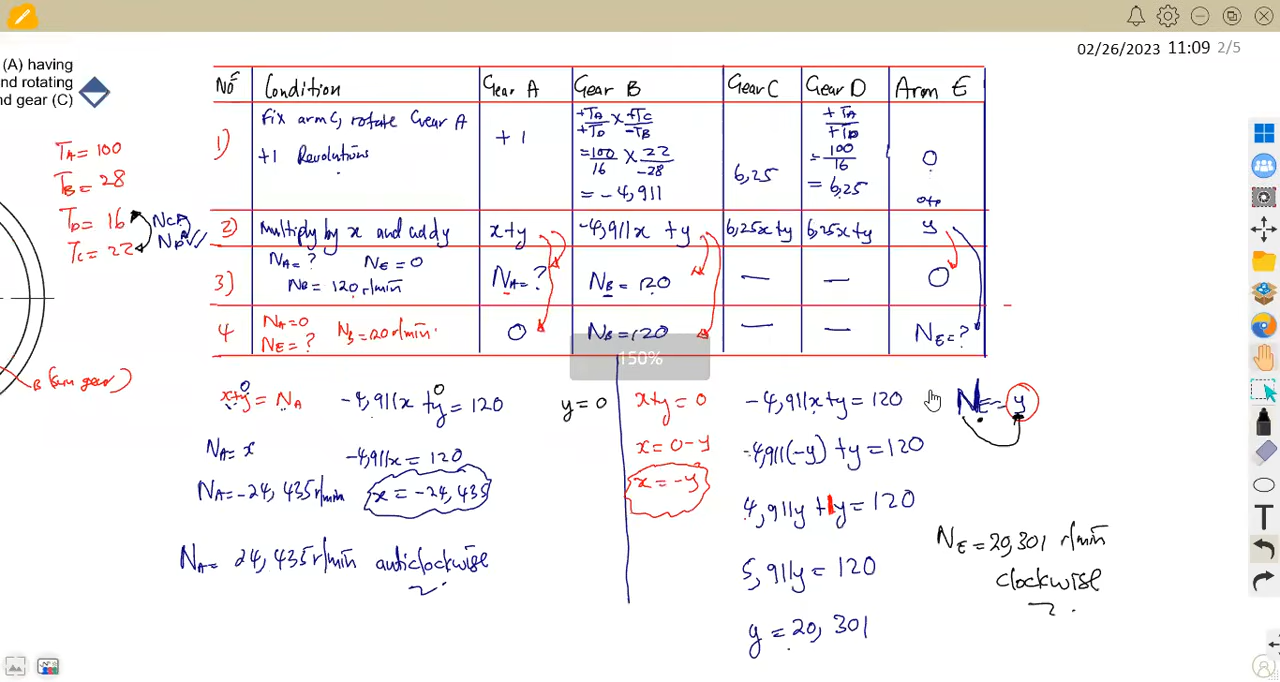 02/26/2023 11:09 2/5
(A) having
nd rotating
nd gear (C)
No Condition Gear A Gear B Gear C Gear D Arm E
1) Fix arm C, rotate Gear A
+1 Revolutions
+1
+TA/+TD × +TC/-TB
=100/16 × 22/-28
= -4,911
6,25
+TA/+TD
= 100/16
= 6,25
0
TA = 100
TB = 28
TD = 16
TC = 22
2) Multiply by x and add y x+y -4,911x + y 6,25x+y 6,25x+y y
3) NA = ? NE = 0
NB = 120 r/min
NA = ? NB = 120 — — 0
4 NA = 0 NB = 20 r/min
NE = ?
0 NB = 120 — — NE = ?
150%
B (sun gear)
x+y 0 = NA
NA = x
NA = -24,435 r/min
NA = 24,435 r/min anticlockwise
-4,911x + y 0 = 120
-4,911x = 120
x = -24,435
y = 0
x+y = 0
x = 0-y
x = -y
-4,911x + y = 120
-4,911(-y) + y = 120
4,911y + 1y = 120
5,911y = 120
y = 20,301
NE = y
NE = 20,301 r/min
clockwise
T